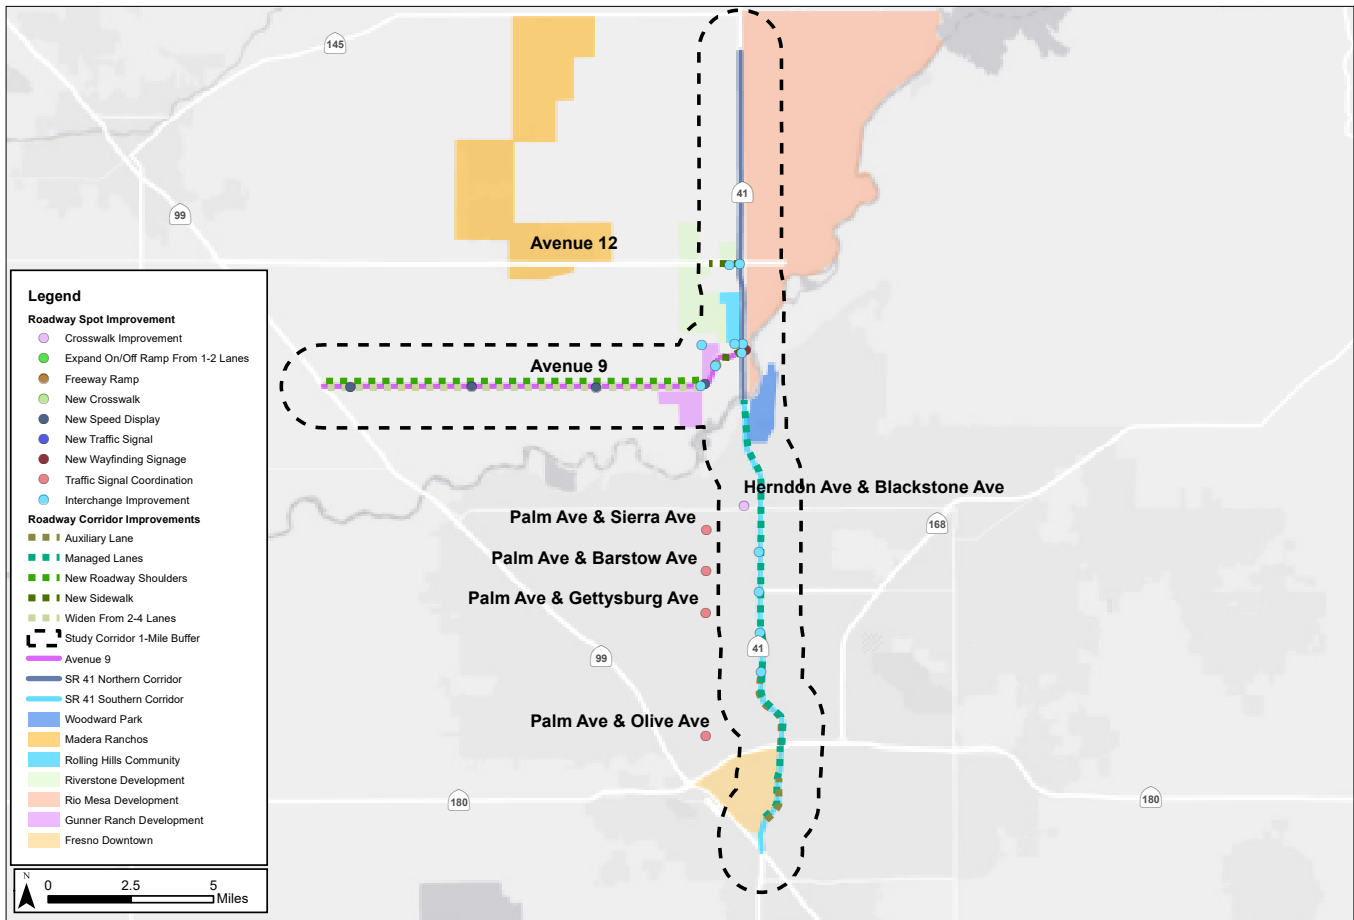 145
99
41
Avenue 12
Avenue 9
Herndon Ave & Blackstone Ave
Palm Ave & Sierra Ave
168
Palm Ave & Barstow Ave
Palm Ave & Gettysburg Ave
41
99
Palm Ave & Olive Ave
180
180
Legend
Roadway Spot Improvement
Crosswalk Improvement
Expand On/Off Ramp From 1-2 Lanes
Freeway Ramp
New Crosswalk
New Speed Display
New Traffic Signal
New Wayfinding Signage
Traffic Signal Coordination
Interchange Improvement
Roadway Corridor Improvements
Auxiliary Lane
Managed Lanes
New Roadway Shoulders
New Sidewalk
Widen From 2-4 Lanes
Study Corridor 1-Mile Buffer
Avenue 9
SR 41 Northern Corridor
SR 41 Southern Corridor
Woodward Park
Madera Ranchos
Rolling Hills Community
Riverstone Development
Rio Mesa Development
Gunner Ranch Development
Fresno Downtown
N
0 2.5 5
Miles